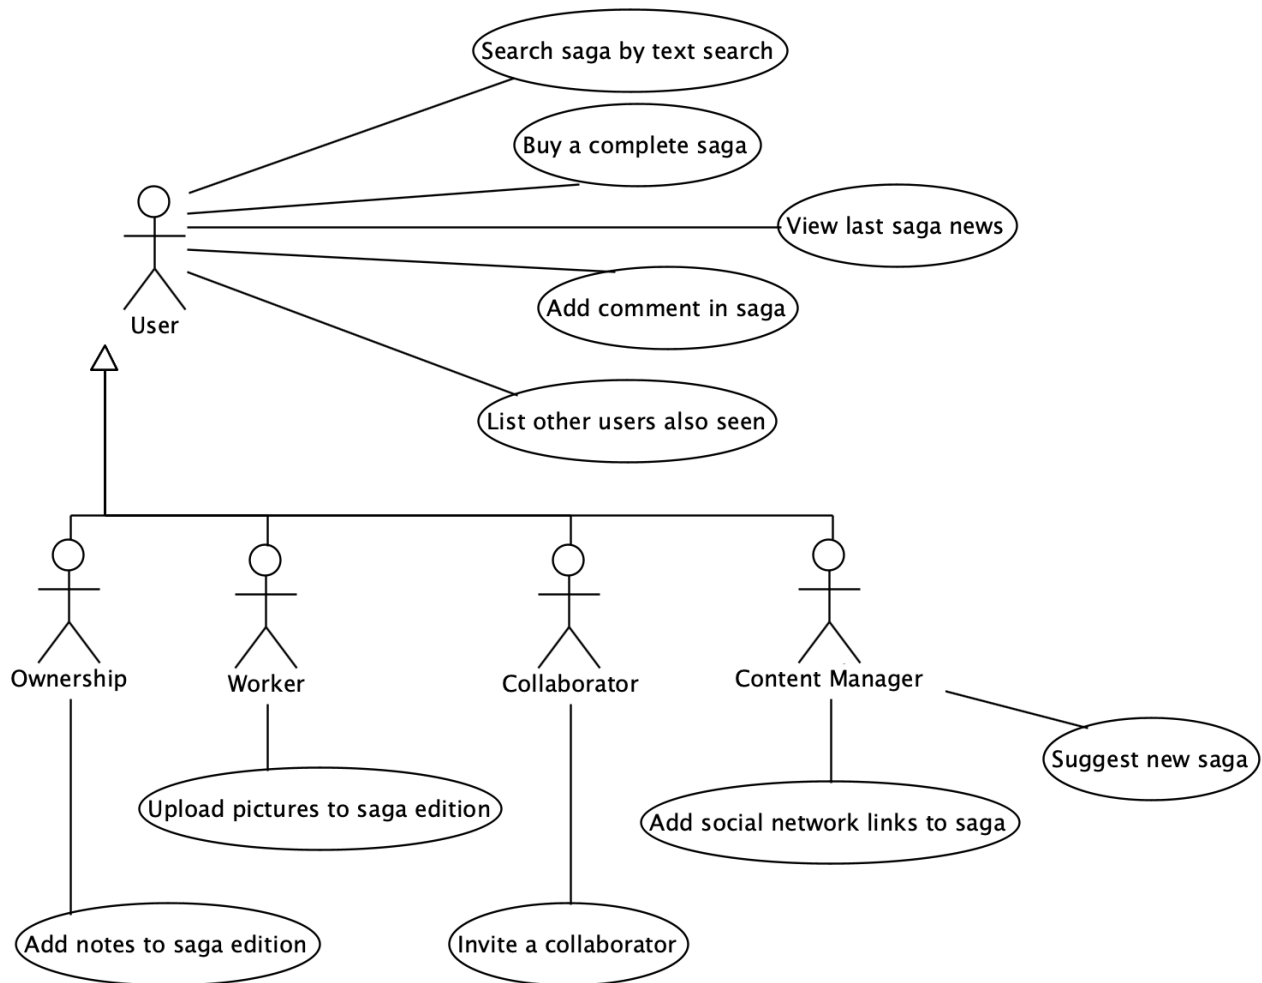 Search saga by text search
Buy a complete saga
View last saga news
Add comment in saga
User
List other users also seen
Ownership
Worker
Collaborator
Content Manager
Suggest new saga
Upload pictures to saga edition
Add social network links to saga
Add notes to saga edition
Invite a collaborator